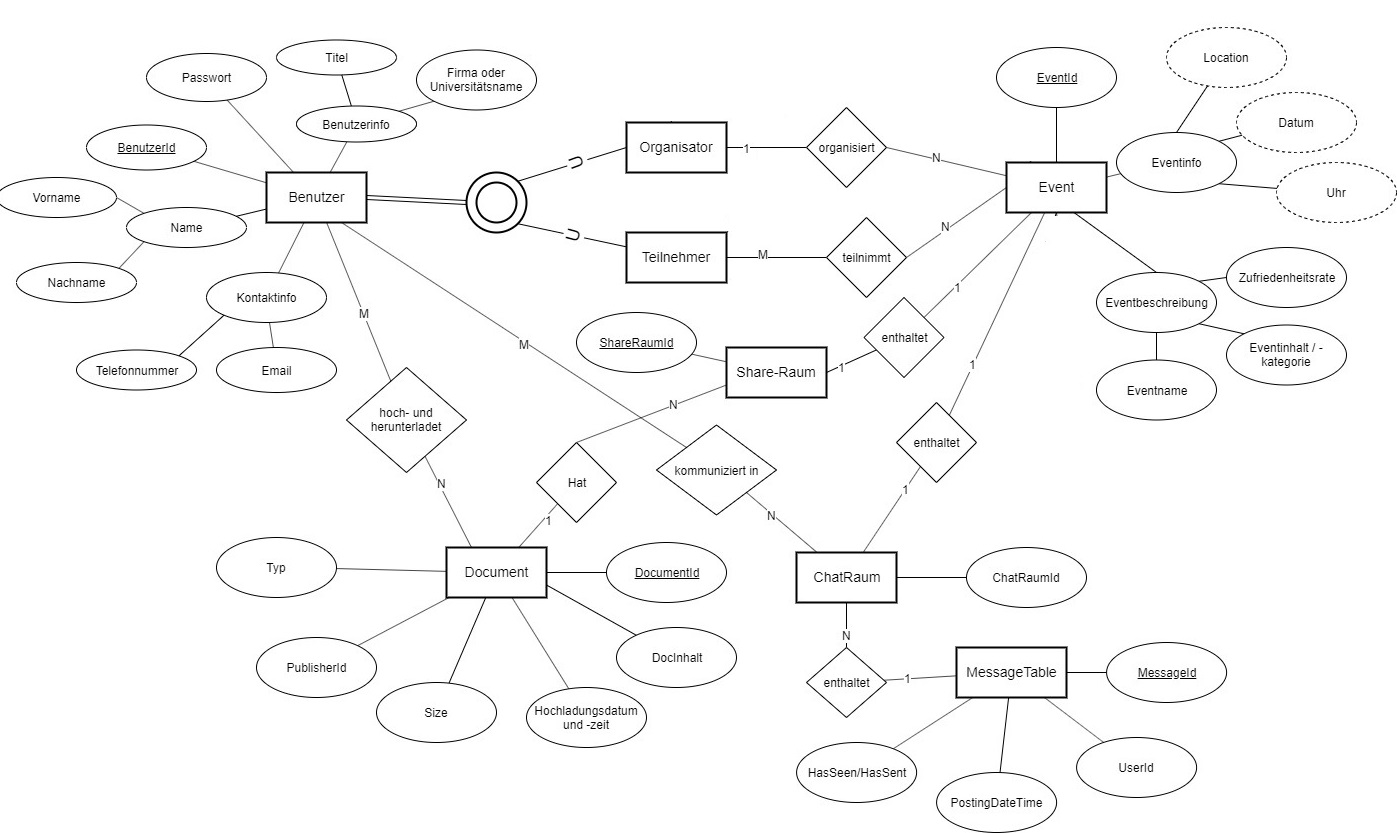 Titel
Location
Passwort
Firma oder
Universitätsname
EventId
Benutzerinfo
Datum
BenutzerId
Organisator
1
organisiert
N
Eventinfo
Benutzer
Event
Vorname
Uhr
Name
N
Teilnehmer
M
teilnimmt
Nachname
Kontaktinfo
Zufriedenheitsrate
1
Eventbeschreibung
M
enthaltet
ShareRaumId
M
Eventinhalt / -
kategorie
Telefonnummer
Email
Share-Raum
1
1
Eventname
N
hoch- und
herunterladet
enthaltet
kommuniziert in
Hat
N
1
N
1
Typ
Document
DocumentId
ChatRaum
ChatRaumId
N
PublisherId
DocInhalt
enthaltet
1
MessageTable
MessageId
Size
Hochladungsdatum
und -zeit
HasSeen/HasSent
UserId
PostingDateTime